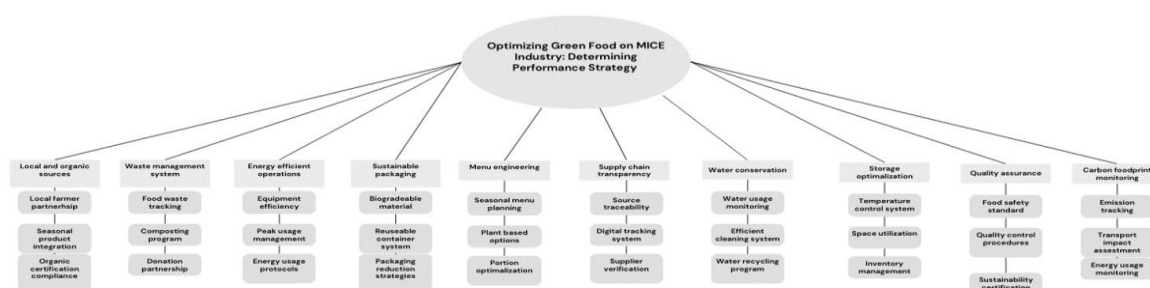 Optimizing Green Food on MICE
Industry: Determining
Performance Strategy
Local and organic
sources
Waste management
system
Energy efficient
operations
Sustainable
packaging
Menu engineering
Supply chain
transparency
Water conservation
Storage
optimalization
Quality assurance
Carbon foodprint
monitoring
Local farmer
partnerhsip
Food waste
tracking
Equipment
efficiency
Biogradeable
material
Seasonal menu
planning
Source
traceability
Water usage
monitoring
Temperature
control system
Food safety
standard
Emission
tracking
Seasonal
product
integration
Composting
program
Peak usage
management
Reuseable
container
system
Plant based
options
Digital tracking
system
Efficient
cleaning system
Space utilization
Quality control
procedures
Transport
impact
assestment
Organic
certification
compliance
Donation
partnership
Energy usage
protocols
Packaging
reduction
strategies
Portion
optimalization
Supplier
verification
Water recycling
program
Inventory
management
Sustainability
certification
Energy usage
monitoring